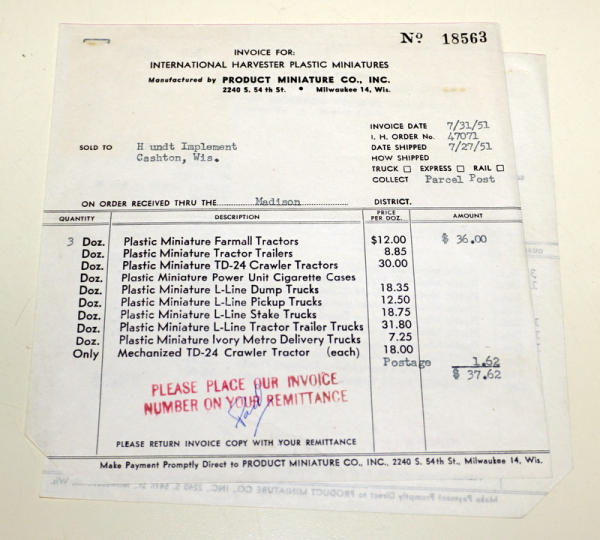 Nº 18563
INVOICE FOR:
INTERNATIONAL HARVESTER PLASTIC MINIATURES
Manufactured by PRODUCT MINIATURE CO., INC.
2240 S. 54th St. • Milwaukee 14, Wis.
INVOICE DATE 7/31/51
I. H. ORDER No. 47071
SOLD TO H undt Implement DATE SHIPPED 7/27/51
Cashton, Wis. HOW SHIPPED
TRUCK □ EXPRESS □ RAIL □
COLLECT Parcel Post
ON ORDER RECEIVED THRU THE Madison DISTRICT.
QUANTITY DESCRIPTION PRICE PER DOZ. AMOUNT
3 Doz. Plastic Miniature Farmall Tractors $12.00 $ 36.00
Doz. Plastic Miniature Tractor Trailers 8.85
Doz. Plastic Miniature TD-24 Crawler Tractors 30.00
Doz. Plastic Miniature Power Unit Cigarette Cases
Doz. Plastic Miniature L-Line Dump Trucks 18.35
Doz. Plastic Miniature L-Line Pickup Trucks 12.50
Doz. Plastic Miniature L-Line Stake Trucks 18.75
Doz. Plastic Miniature L-Line Tractor Trailer Trucks 31.80
Doz. Plastic Miniature Ivory Metro Delivery Trucks 7.25
Only Mechanized TD-24 Crawler Tractor (each) 18.00
Postage 1.62
$ 37.62
PLEASE PLACE OUR INVOICE
NUMBER ON YOUR REMITTANCE
Paid
PLEASE RETURN INVOICE COPY WITH YOUR REMITTANCE
Make Payment Promptly Direct to PRODUCT MINIATURE CO., INC., 2240 S. 54th St., Milwaukee 14, Wis.